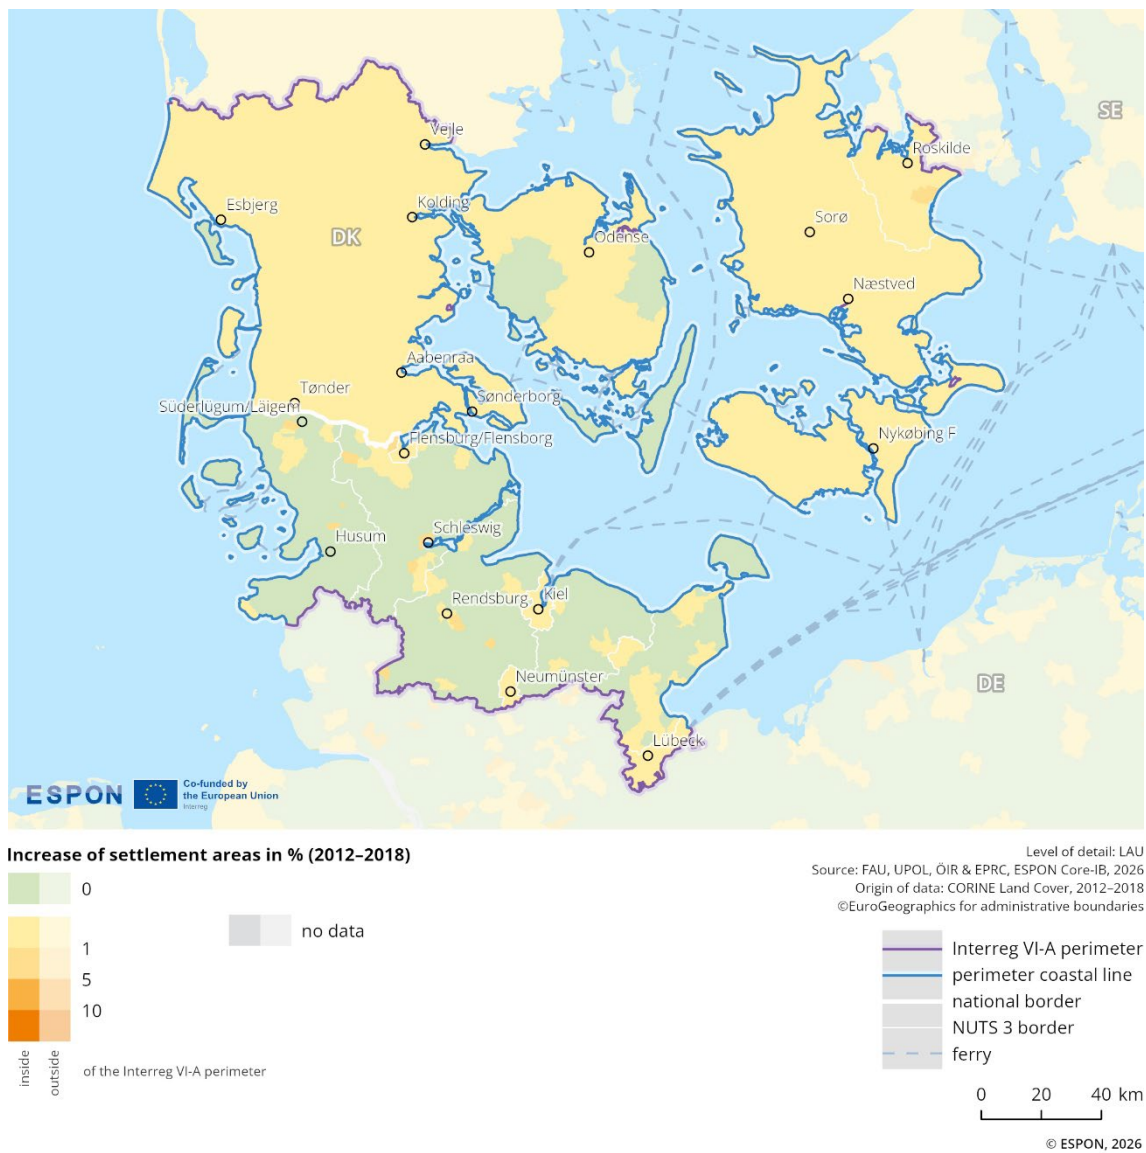 SE
Vejle
Roskilde
Esbjerg
Kolding
Sorø
DK
Odense
Næstved
Aabenraa
Tønder
Sønderborg
Süderlügum/Läigem
Flensburg/Flensborg
Nykøbing F
Schleswig
Husum
Rendsburg
Kiel
Neumünster
DE
Lübeck
ESPON
Co-funded by
the European Union
Interreg
Increase of settlement areas in % (2012–2018)
0
1
5
10
inside
outside
of the Interreg VI-A perimeter
no data
Level of detail: LAU
Source: FAU, UPOL, ÖIR & EPRC, ESPON Core-IB, 2026
Origin of data: CORINE Land Cover, 2012–2018
©EuroGeographics for administrative boundaries
Interreg VI-A perimeter
perimeter coastal line
national border
NUTS 3 border
ferry
0 20 40 km
© ESPON, 2026